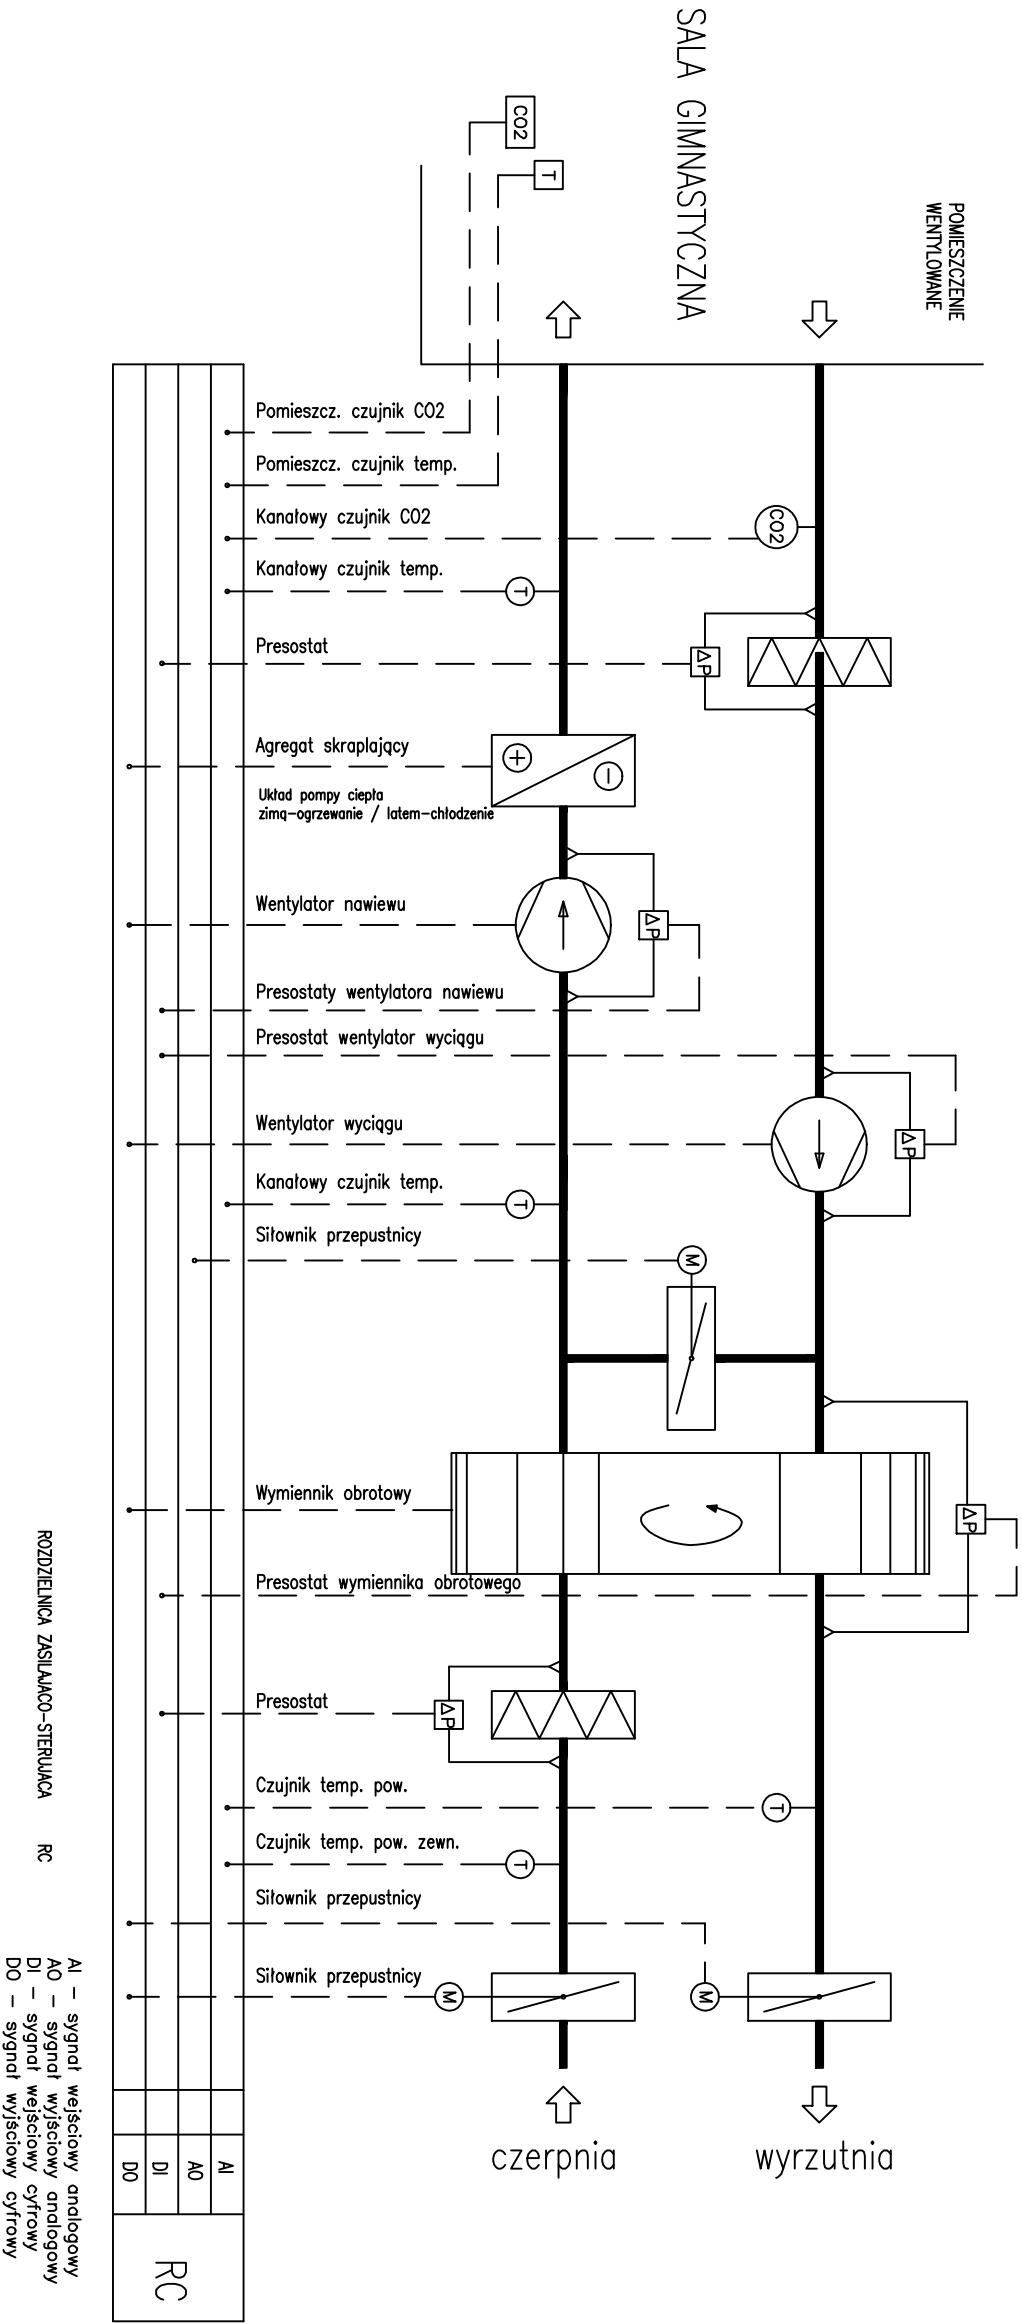 SALA GIMNASTYCZNA
POMIESZCZENIE
WENTYLOWANE
CO2
T
Pomieszcz. czujnik CO2
Pomieszcz. czujnik temp.
Kanałowy czujnik CO2
CO2
Kanałowy czujnik temp.
T
Presostat
ΔP
Agregat skraplający
+
−
Układ pompy ciepła
zimą-ogrzewanie / latem-chłodzenie
Wentylator nawiewu
ΔP
Presostaty wentylatora nawiewu
Presostat wentylator wyciągu
Wentylator wyciągu
ΔP
Kanałowy czujnik temp.
T
Siłownik przepustnicy
M
Wymiennik obrotowy
ΔP
Presostat wymiennika obrotowego
Presostat
ΔP
Czujnik temp. pow.
T
Czujnik temp. pow. zewn.
T
Siłownik przepustnicy
Siłownik przepustnicy
M
M
czerpnia
wyrzutnia
AI
AO
DI
DO
RC
ROZDZIELNICA ZASILAJACO-STERUJACA RC
AI - sygnał wejściowy analogowy
AO - sygnał wyjściowy analogowy
DI - sygnał wejściowy cyfrowy
DO - sygnał wyjściowy cyfrowy